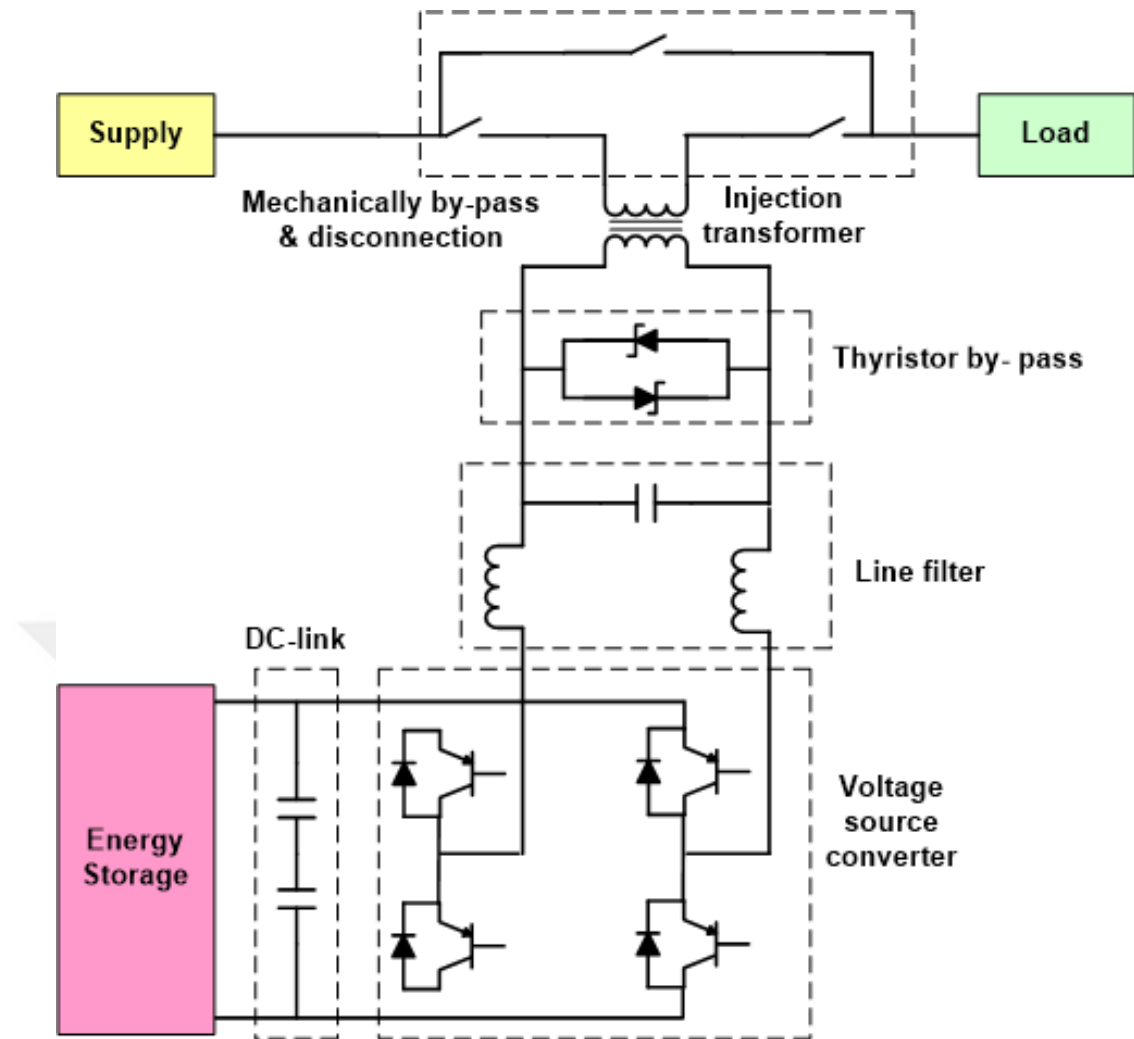 Supply
Load
Mechanically by-pass
& disconnection
Injection
transformer
Thyristor by- pass
Line filter
DC-link
Energy
Storage
Voltage
source
converter